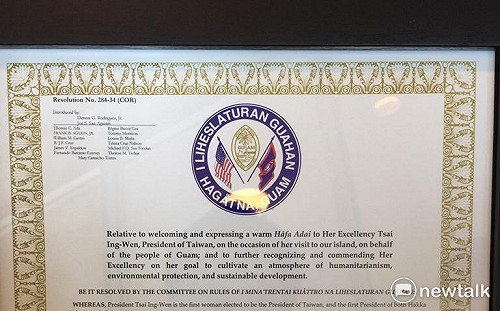 Resolution No. 284-34 (COR)
Introduced by:
Dennis G. Rodriguez, Jr.
Joe S. San Agustin
Thomas C. Ada Régine Biscoe Lee
FRANK B. AGUON, JR. Tommy Morrison
William M. Castro Louise B. Muña
B. J.F. Cruz Telena Cruz Nelson
James V. Espaldon Michael F.Q. San Nicolas
Fernando Barcinas Esteves Therese M. Terlaje
Mary Camacho Torres
I LIHESLATURAN GUAHAN
GUAM
HAGÅTÑA, GUAM
Relative to welcoming and expressing a warm Håfa Adai to Her Excellency Tsai
Ing-Wen, President of Taiwan, on the occasion of her visit to our island, on behalf
of the people of Guam; and to further recognizing and commending Her
Excellency on her goal to cultivate an atmosphere of humanitarianism,
environmental protection, and sustainable development.
BE IT RESOLVED BY THE COMMITTEE ON RULES OF I MINA'TRENTAI KUÅTTRO NA LIHESLATURAN
WHEREAS, President Tsai Ing-Wen is the first woman elected to be the President of Taiwan, and the first President of both Hakka
newtalk